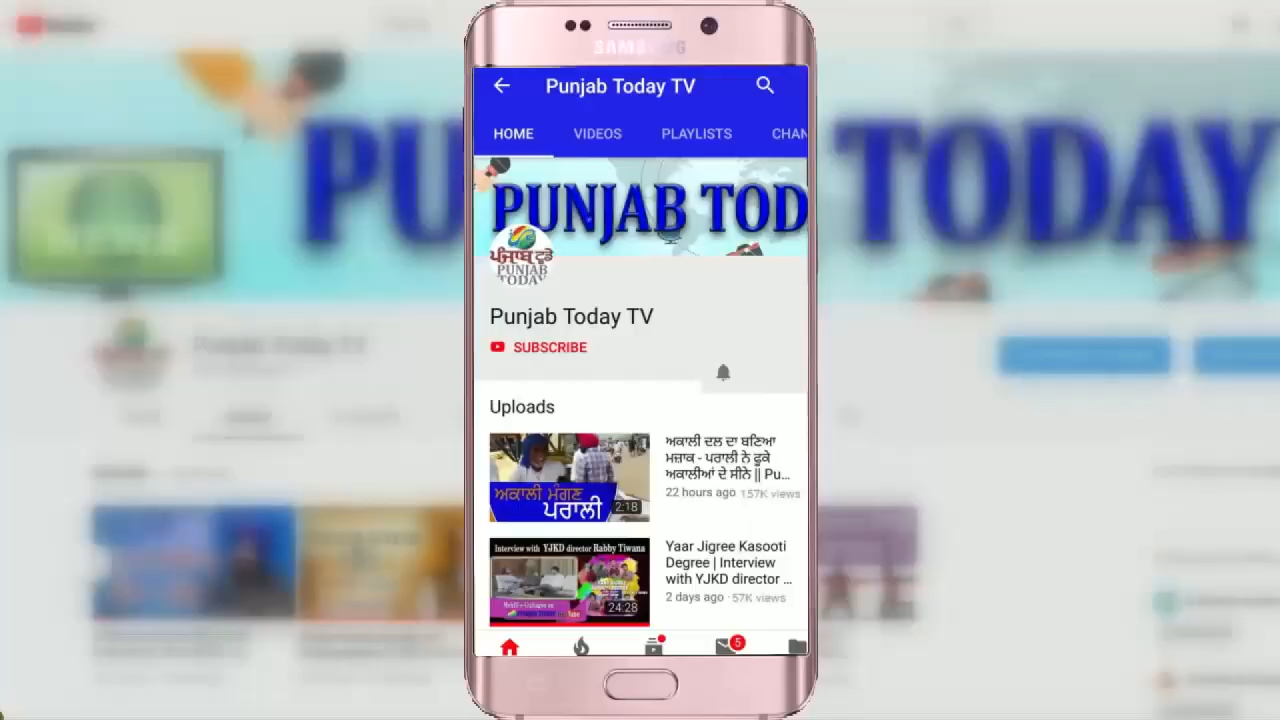 SAMSUNG
Punjab Today TV
HOME VIDEOS PLAYLISTS CHAN
PUNJAB TOD
ਪੰਜਾਬ ਟੂਡੇ
PUNJAB
TODAY
Punjab Today TV
SUBSCRIBE
Uploads
ਅਕਾਲੀ ਮੰਗਣ
ਪਰਾਲੀ
2:18
ਅਕਾਲੀ ਦਲ ਦਾ ਬਣਿਆ
ਮਜ਼ਾਕ - ਪਰਾਲੀ ਨੇ ਫੂਕੇ
ਅਕਾਲੀਆਂ ਦੇ ਸੀਨੇ || Pu...
22 hours ago 157K views
Interview with YJKD director Rabby Tiwana
24:28
Yaar Jigree Kasooti
Degree | Interview
with YJKD director ...
2 days ago · 57K views
5
PU
TODAY
Punjab Today TV